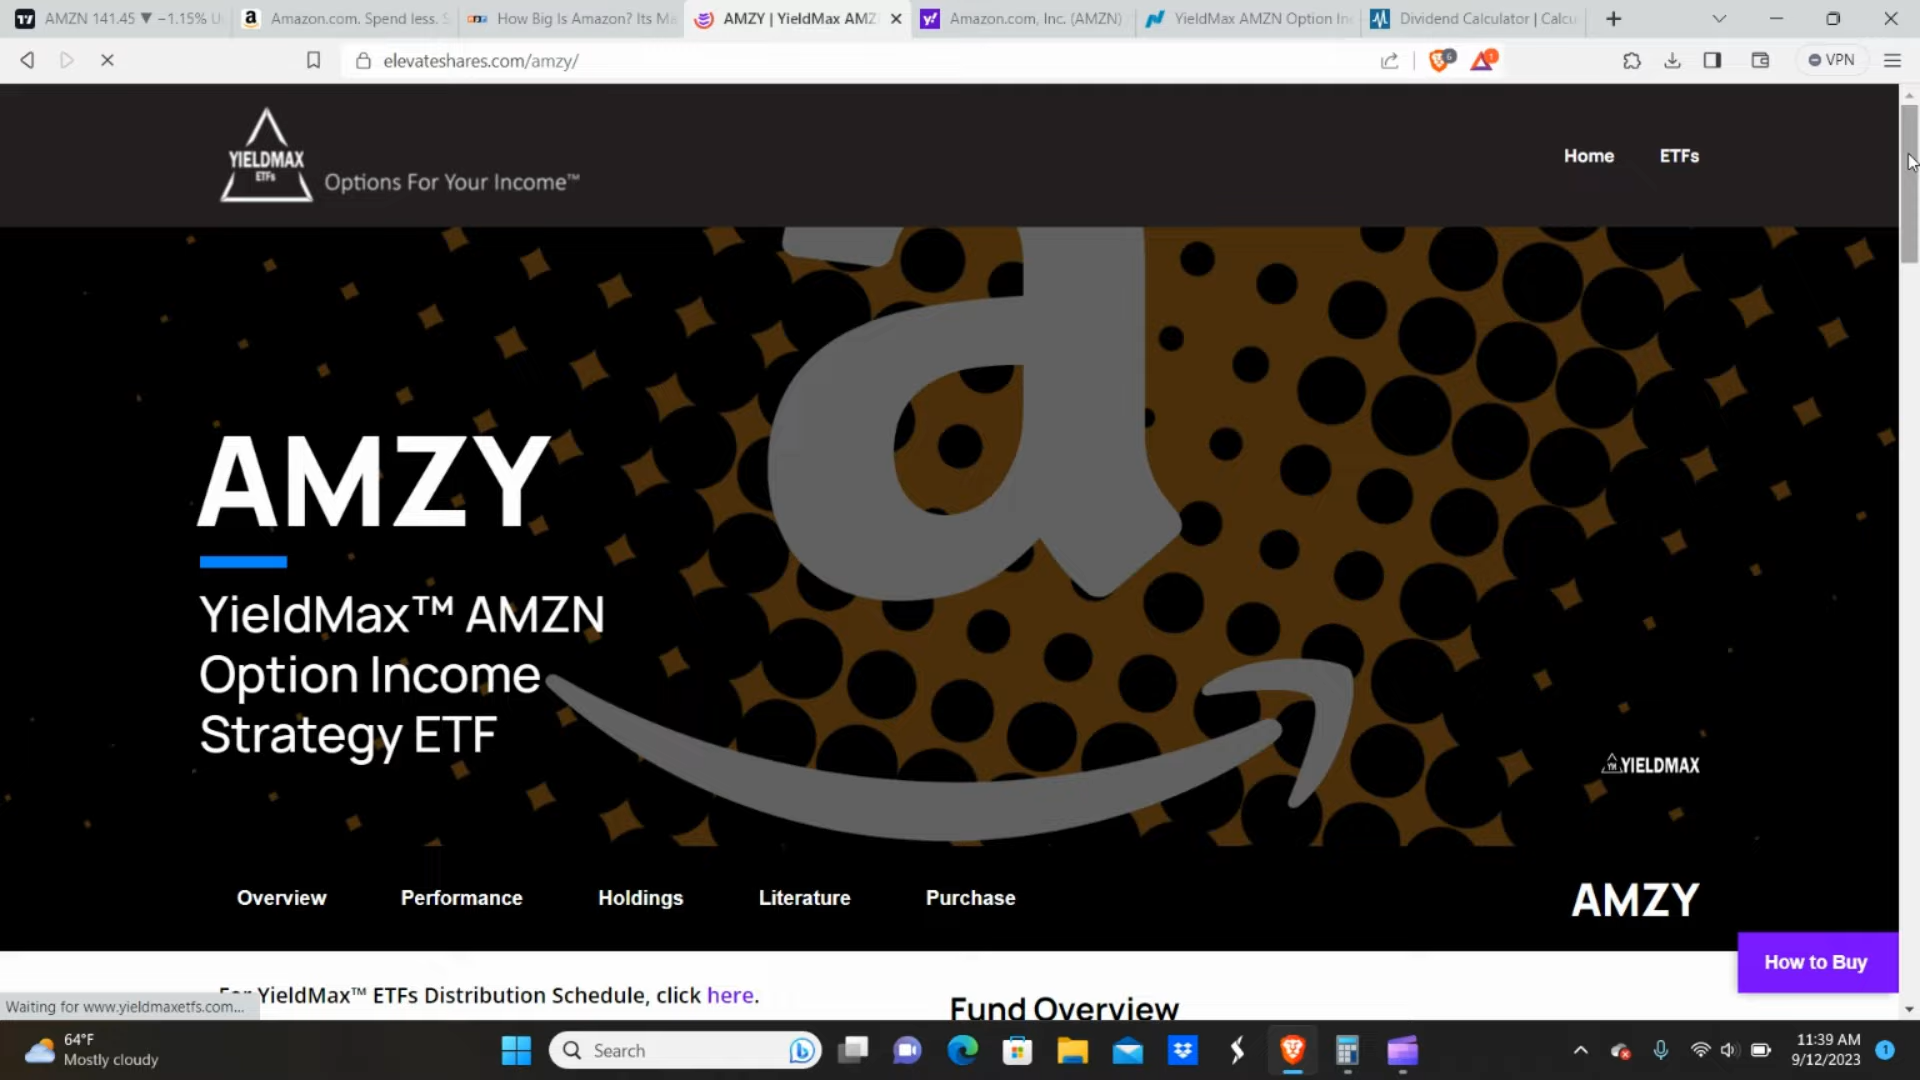 AMZN 141.45 ▼ −1.15% U
Amazon.com. Spend less. S
How Big Is Amazon? Its Ma
AMZY | YieldMax AMZ
Amazon.com, Inc. (AMZN)
YieldMax AMZN Option In
Dividend Calculator | Calcu
elevateshares.com/amzy/
6
1
VPN
YIELDMAX
ETFs
Options For Your Income™
Home
ETFs
AMZY
YieldMax™ AMZN
Option Income
Strategy ETF
YIELDMAX
Overview
Performance
Holdings
Literature
Purchase
AMZY
How to Buy
For YieldMax™ ETFs Distribution Schedule, click here.
Fund Overview
Waiting for www.yieldmaxetfs.com...
64°F
Mostly cloudy
Search
11:39 AM
9/12/2023
1